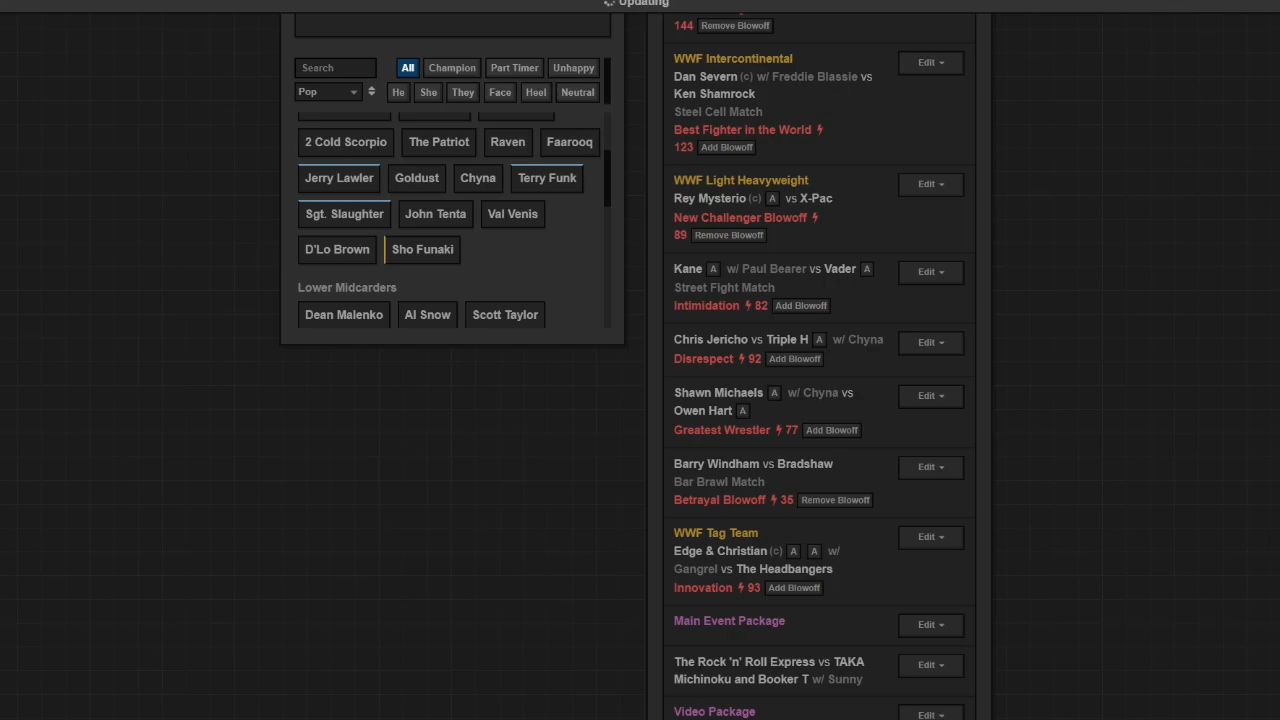 Updating
144 Remove Blowoff
Search
All Champion Part Timer Unhappy
Pop
He She They Face Heel Neutral
2 Cold Scorpio The Patriot Raven Faarooq
Jerry Lawler Goldust Chyna Terry Funk
Sgt. Slaughter John Tenta Val Venis
D'Lo Brown Sho Funaki
Lower Midcarders
Dean Malenko Al Snow Scott Taylor
WWF Intercontinental
Edit
Dan Severn (c) w/ Freddie Blassie vs
Ken Shamrock
Steel Cell Match
Best Fighter in the World
123 Add Blowoff
WWF Light Heavyweight
Edit
Rey Mysterio (c) A vs X-Pac
New Challenger Blowoff
89 Remove Blowoff
Kane A w/ Paul Bearer vs Vader A
Edit
Street Fight Match
Intimidation 82 Add Blowoff
Chris Jericho vs Triple H A w/ Chyna
Edit
Disrespect 92 Add Blowoff
Shawn Michaels A w/ Chyna vs
Edit
Owen Hart A
Greatest Wrestler 77 Add Blowoff
Barry Windham vs Bradshaw
Edit
Bar Brawl Match
Betrayal Blowoff 35 Remove Blowoff
WWF Tag Team
Edit
Edge & Christian (c) A A w/
Gangrel vs The Headbangers
Innovation 93 Add Blowoff
Main Event Package
Edit
The Rock 'n' Roll Express vs TAKA
Edit
Michinoku and Booker T w/ Sunny
Video Package
Edit